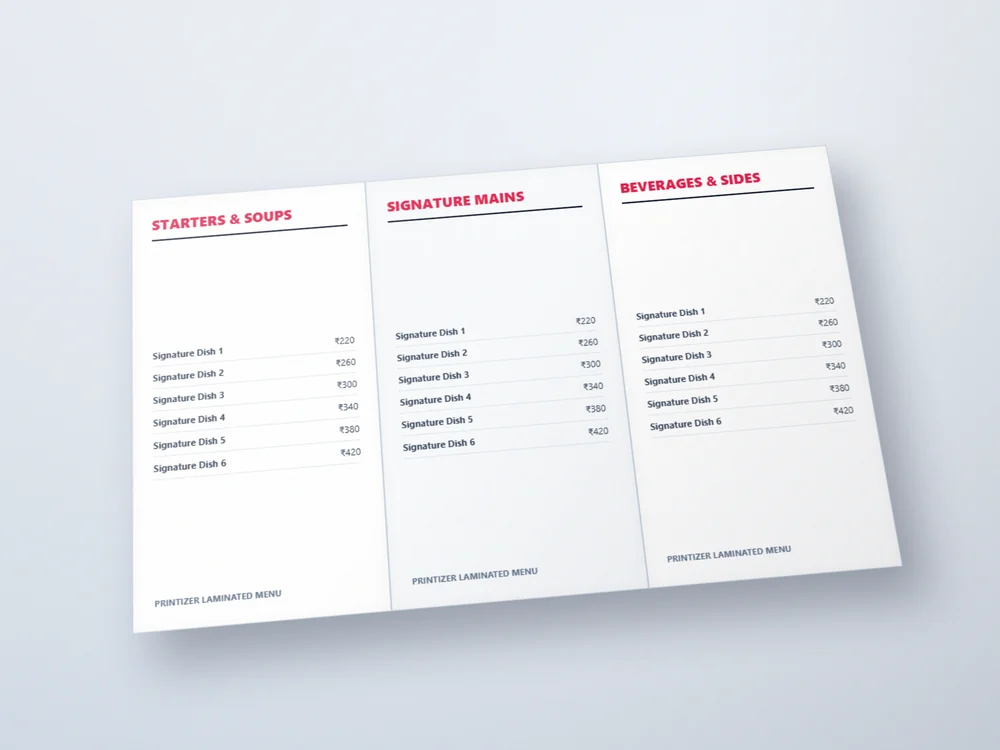 STARTERS & SOUPS
Signature Dish 1 ₹220
Signature Dish 2 ₹260
Signature Dish 3 ₹300
Signature Dish 4 ₹340
Signature Dish 5 ₹380
Signature Dish 6 ₹420
PRINTIZER LAMINATED MENU
SIGNATURE MAINS
Signature Dish 1 ₹220
Signature Dish 2 ₹260
Signature Dish 3 ₹300
Signature Dish 4 ₹340
Signature Dish 5 ₹380
Signature Dish 6 ₹420
PRINTIZER LAMINATED MENU
BEVERAGES & SIDES
Signature Dish 1 ₹220
Signature Dish 2 ₹260
Signature Dish 3 ₹300
Signature Dish 4 ₹340
Signature Dish 5 ₹380
Signature Dish 6 ₹420
PRINTIZER LAMINATED MENU